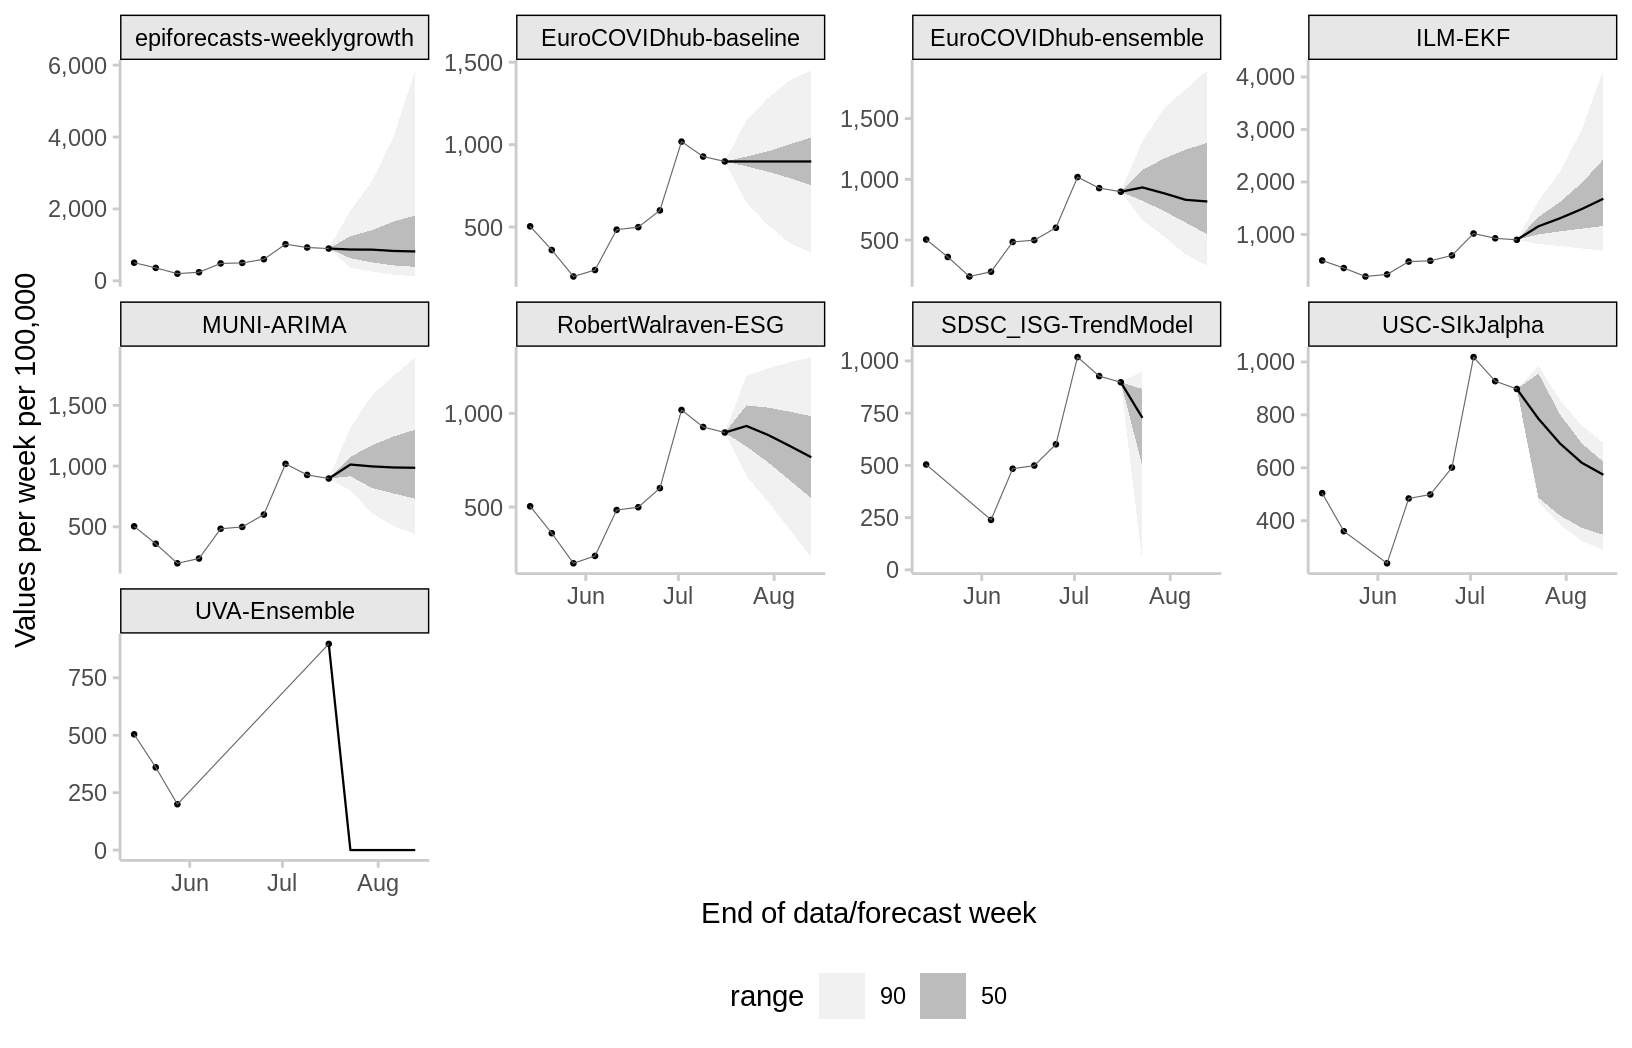 epiforecasts-weeklygrowth
EuroCOVIDhub-baseline
EuroCOVIDhub-ensemble
ILM-EKF
6,000
4,000
2,000
0
1,500
1,000
500
1,500
1,000
500
4,000
3,000
2,000
1,000
Values per week per 100,000
MUNI-ARIMA
RobertWalraven-ESG
SDSC_ISG-TrendModel
USC-SIkJalpha
1,500
1,000
500
1,000
500
1,000
750
500
250
0
1,000
800
600
400
Jun Jul Aug
Jun Jul Aug
Jun Jul Aug
UVA-Ensemble
750
500
250
0
Jun Jul Aug
End of data/forecast week
range 90 50